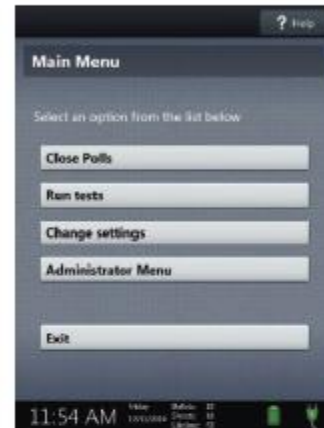 ? Help
Main Menu
Select an option from the list below
Close Polls
Run tests
Change settings
Administrator Menu
Exit
11:54 AM Friday Ballots: